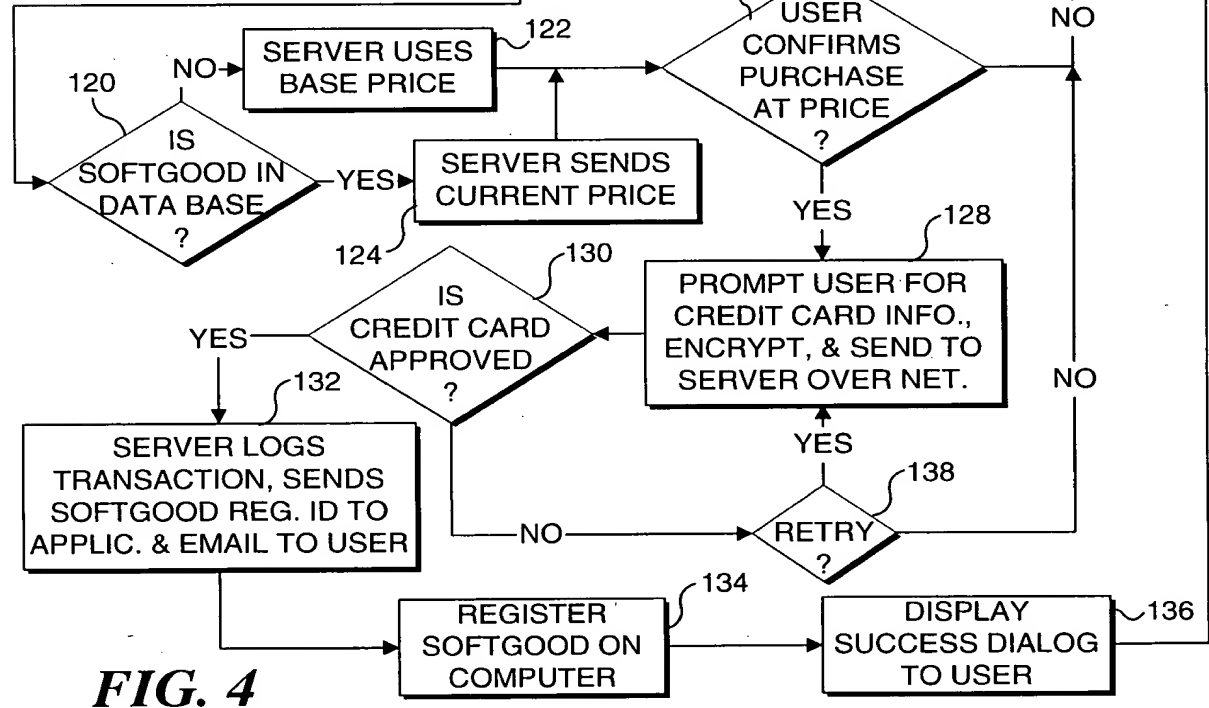 USER
CONFIRMS
PURCHASE
AT PRICE
?
NO
122
SERVER USES
BASE PRICE
NO
120
IS
SOFTGOOD IN
DATA BASE
?
YES
SERVER SENDS
CURRENT PRICE
124
YES
128
PROMPT USER FOR
CREDIT CARD INFO.,
ENCRYPT, & SEND TO
SERVER OVER NET.
130
IS
CREDIT CARD
APPROVED
?
YES
NO
132
SERVER LOGS
TRANSACTION, SENDS
SOFTGOOD REG. ID TO
APPLIC. & EMAIL TO USER
YES
138
NO
RETRY
?
134
REGISTER
SOFTGOOD ON
COMPUTER
136
DISPLAY
SUCCESS DIALOG
TO USER
FIG. 4